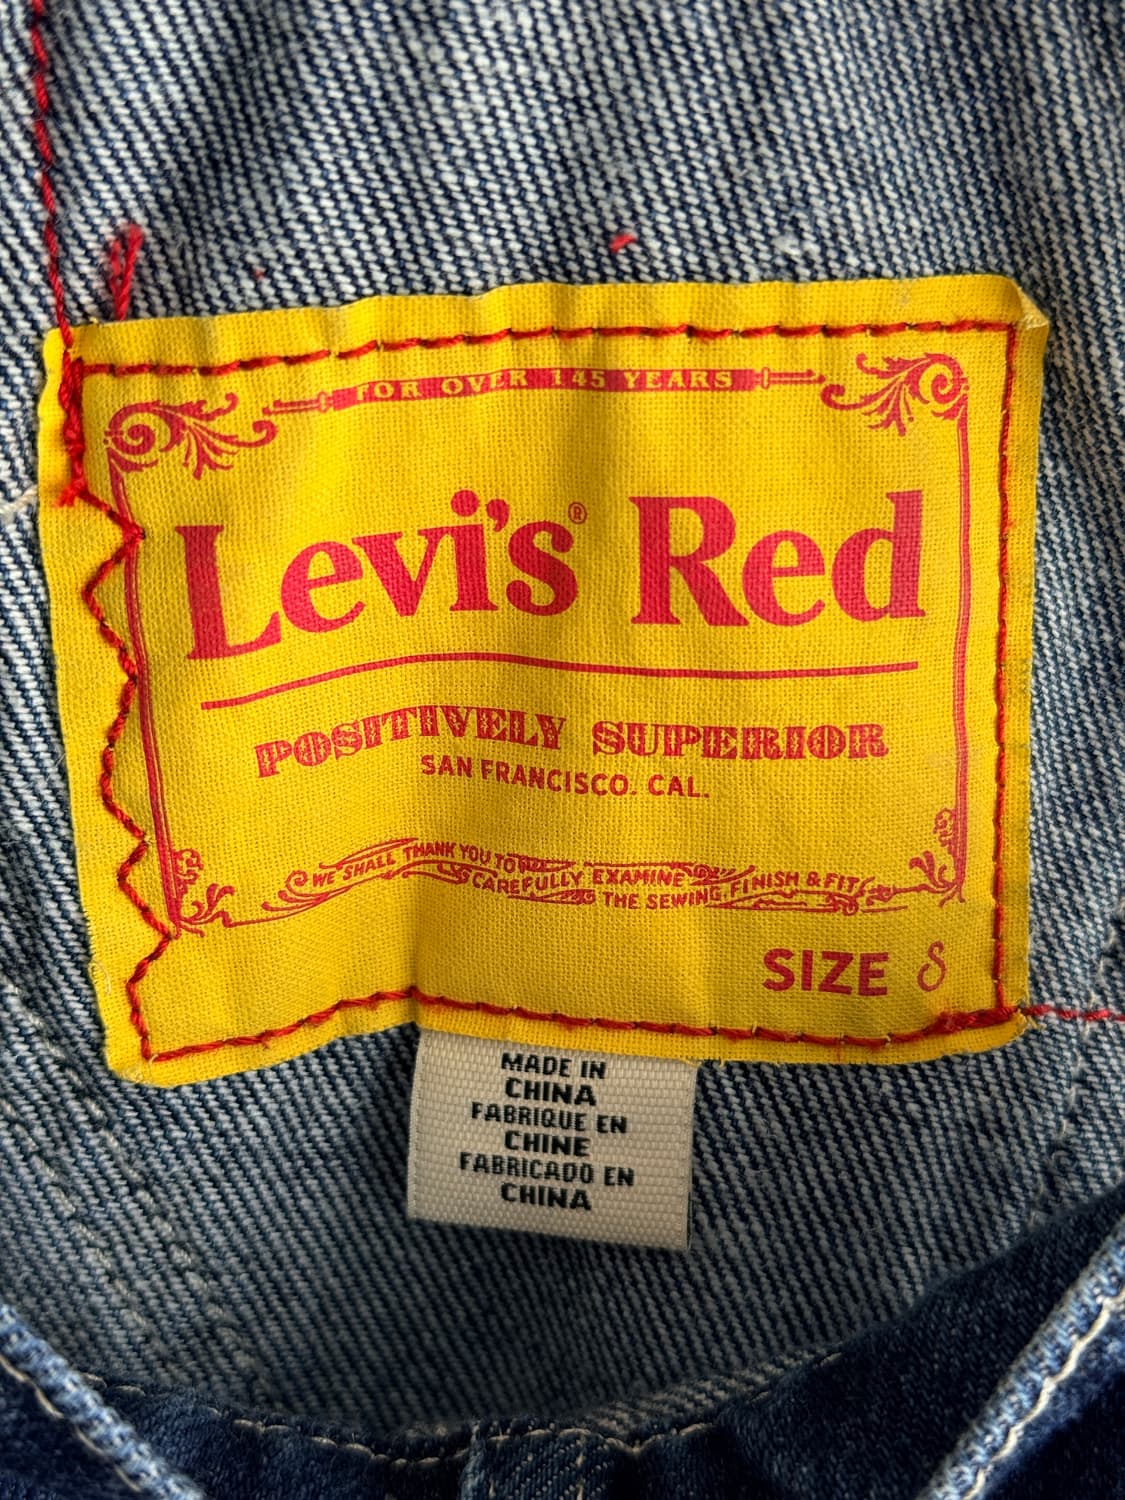 FOR OVER 145 YEARS
Levi's® Red
POSITIVELY SUPERIOR
SAN FRANCISCO. CAL.
WE SHALL THANK YOU TO
CAREFULLY EXAMINE
THE SEWING, FINISH & FIT
SIZE S
MADE IN
CHINA
FABRIQUE EN
CHINE
FABRICADO EN
CHINA